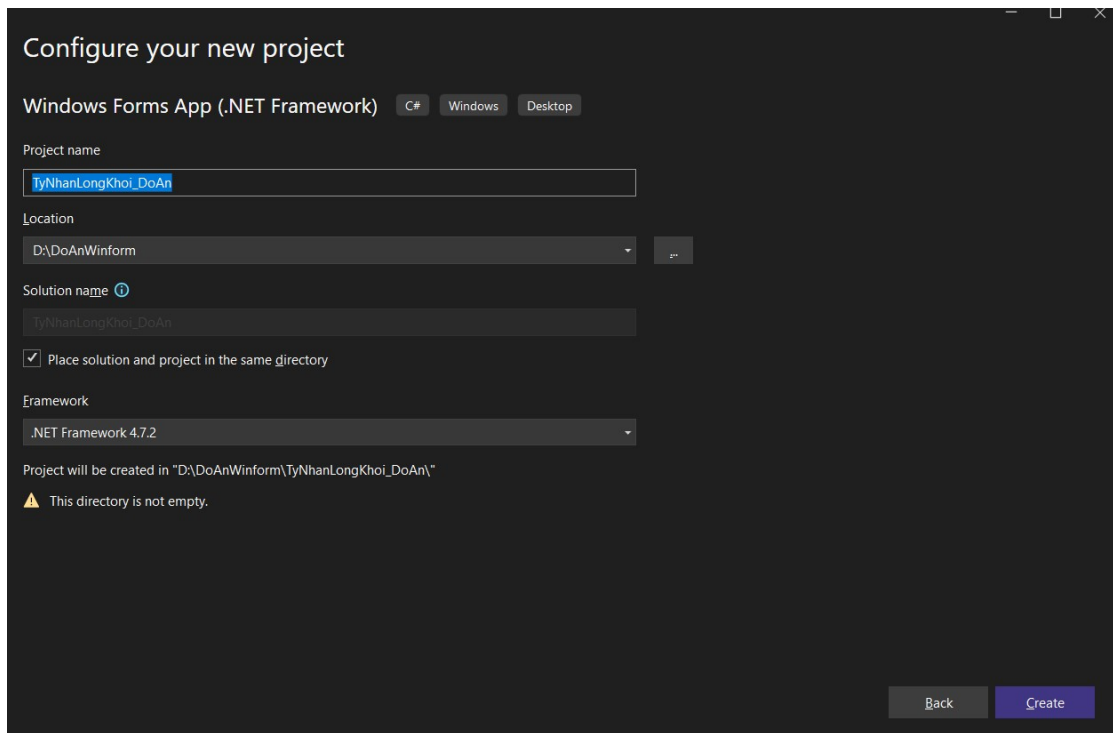 Configure your new project
Windows Forms App (.NET Framework) C# Windows Desktop
Project name
TyNhanLongKhoi_DoAn
Location
D:\DoAnWinform
...
Solution name
TyNhanLongKhoi_DoAn
Place solution and project in the same directory
Framework
.NET Framework 4.7.2
Project will be created in "D:\DoAnWinform\TyNhanLongKhoi_DoAn\"
This directory is not empty.
Back Create